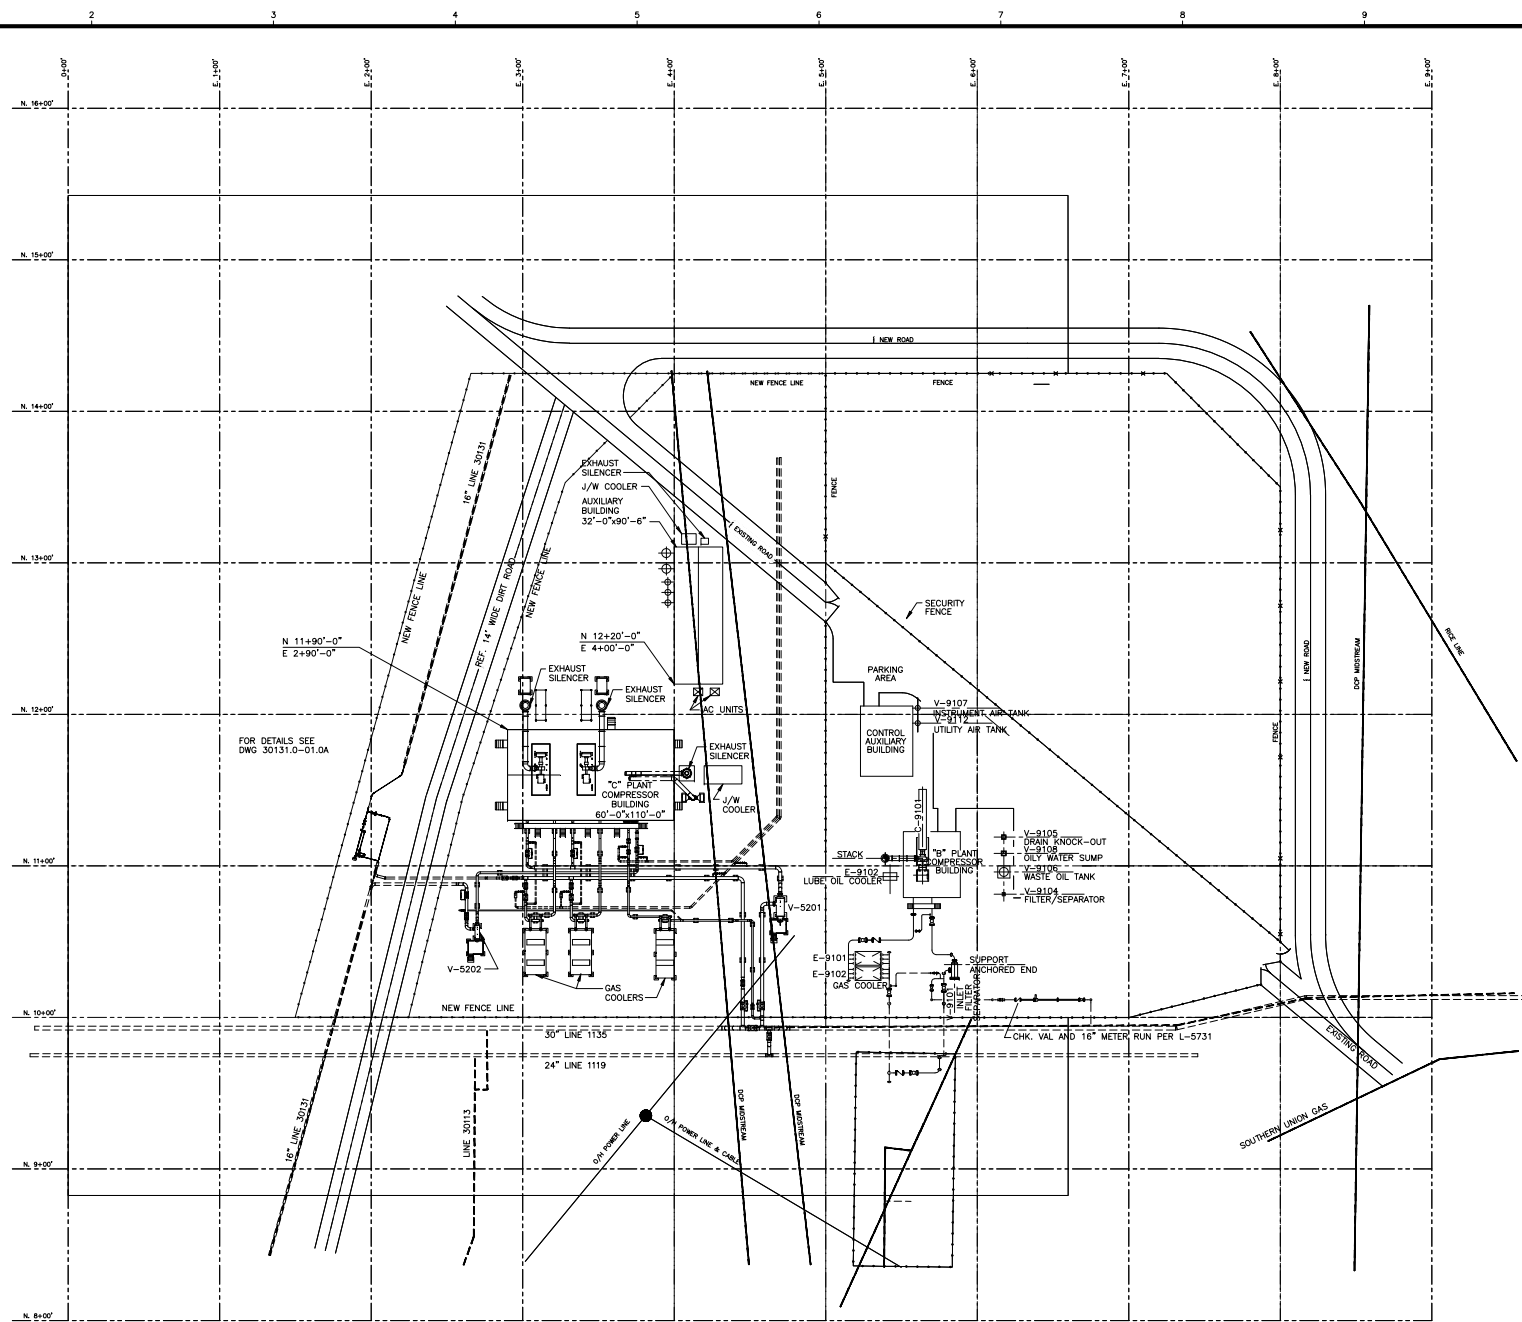 2 3 4 5 6 7 8 9
0+00'
E. 1+00'
E. 2+00'
E. 3+00'
E. 4+00'
E. 5+00'
E. 6+00'
E. 7+00'
E. 8+00'
E. 9+00'
N. 16+00'
N. 15+00'
N. 14+00'
N. 13+00'
N. 12+00'
N. 11+00'
N. 10+00'
N. 9+00'
N. 8+00'
NEW ROAD
NEW FENCE LINE
FENCE
16" LINE 30131
EXHAUST
SILENCER
J/W COOLER
AUXILIARY
BUILDING
32'-0"x90'-6"
FENCE
EXISTING ROAD
NEW FENCE LINE
REF. 14' WIDE DIRT ROAD
NEW FENCE LINE
SECURITY
FENCE
N 11+90'-0"
E 2+90'-0"
N 12+20'-0"
E 4+00'-0"
RICE LINE
NEW ROAD
DCP MIDSTREAM
EXHAUST
SILENCER
EXHAUST
SILENCER
PARKING
AREA
AC UNITS
V-9107
INSTRUMENT AIR TANK
V-9112
UTILITY AIR TANK
FENCE
FOR DETAILS SEE
DWG 30131.0-01.0A
CONTROL
AUXILIARY
BUILDING
EXHAUST
SILENCER
"C" PLANT
COMPRESSOR
BUILDING
60'-0"x110'-0"
J/W
COOLER
C-9101
STACK
E-9102
LUBE OIL COOLER
"B" PLANT
COMPRESSOR
BUILDING
V-9105
DRAIN KNOCK-OUT
V-9108
OILY WATER SUMP
V-9106
WASTE OIL TANK
V-9104
FILTER/SEPARATOR
V-5201
V-5202
GAS
COOLERS
E-9101
E-9102
GAS COOLER
SUPPORT
ANCHORED END
V-9101
INLET
FILTER
SEPARATOR
NEW FENCE LINE
30" LINE 1135
24" LINE 1119
CHK. VAL AND 16" METER RUN PER L-5731
EXISTING ROAD
16" LINE 30131
LINE 30113
O/H POWER LINE
O/H POWER LINE & CABLE
DCP MIDSTREAM
DCP MIDSTREAM
SOUTHERN UNION GAS